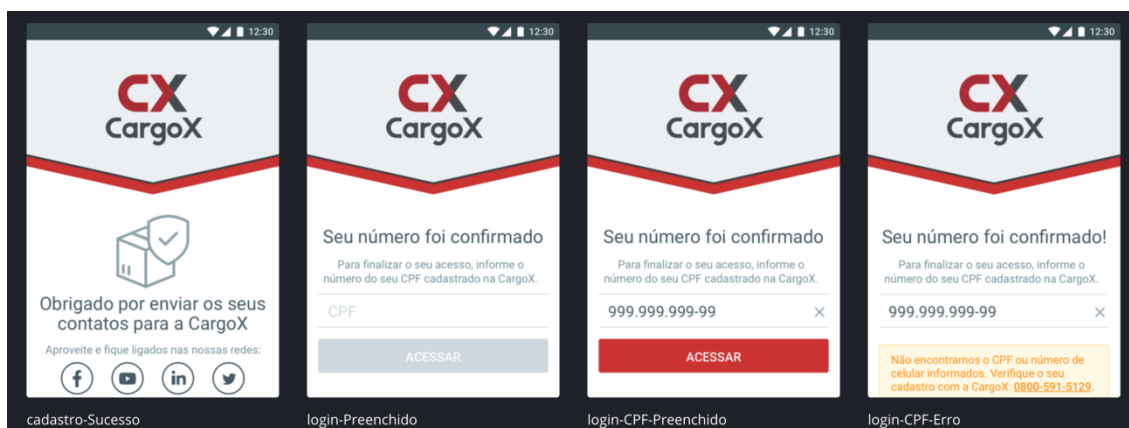 12:30
CX
CargoX
Obrigado por enviar os seus
contatos para a CargoX
Aproveite e fique ligados nas nossas redes:
f
in
cadastro-Sucesso
12:30
CX
CargoX
Seu número foi confirmado
Para finalizar o seu acesso, informe o
número do seu CPF cadastrado na CargoX.
CPF
ACESSAR
login-Preenchido
12:30
CX
CargoX
Seu número foi confirmado
Para finalizar o seu acesso, informe o
número do seu CPF cadastrado na CargoX.
999.999.999-99
ACESSAR
login-CPF-Preenchido
12:30
CX
CargoX
Seu número foi confirmado!
Para finalizar o seu acesso, informe o
número do seu CPF cadastrado na CargoX.
999.999.999-99
Não encontramos o CPF ou número de
celular informados. Verifique o seu
cadastro com a CargoX: 0800-591-5129.
login-CPF-Erro